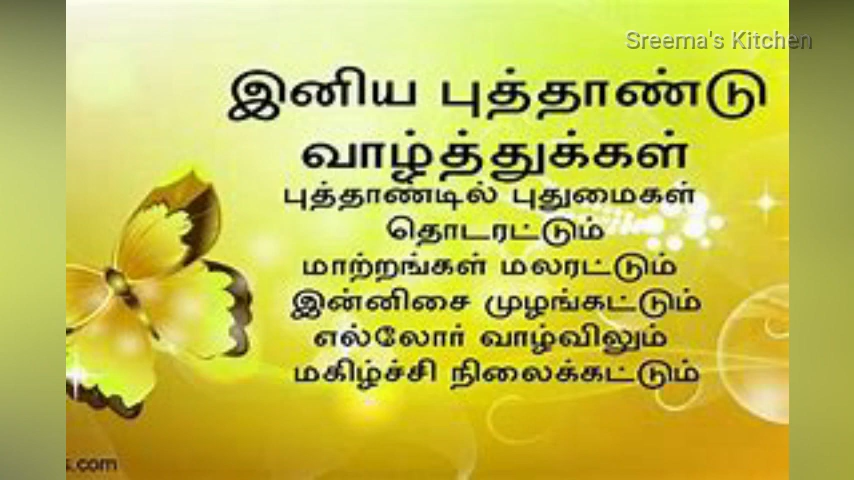 Sreema's Kitchen
இனிய புத்தாண்டு
வாழ்த்துக்கள்
புத்தாண்டில் புதுமைகள்
தொடரட்டும்
மாற்றங்கள் மலரட்டும்
இன்னிசை முழங்கட்டும்
எல்லோர் வாழ்விலும்
மகிழ்ச்சி நிலைக்கட்டும்
s.com